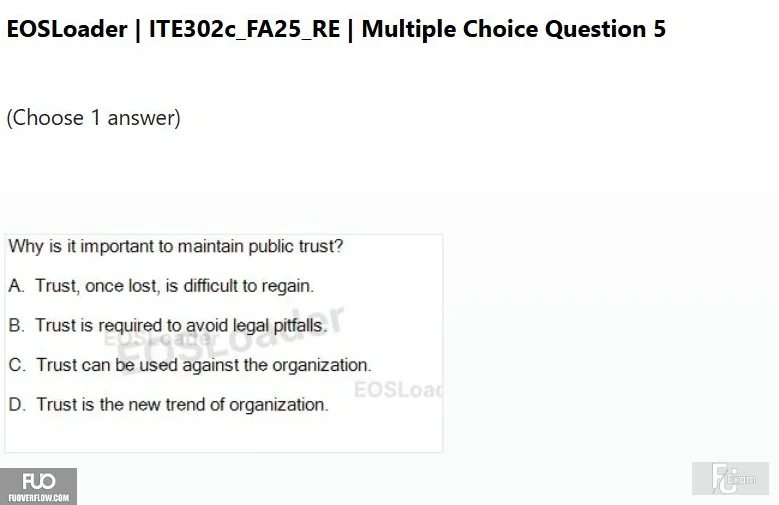 EOSLoader | ITE302c_FA25_RE | Multiple Choice Question 5
(Choose 1 answer)
Why is it important to maintain public trust?
A. Trust, once lost, is difficult to regain.
B. Trust is required to avoid legal pitfalls.
EOSLoader
EOSLoader
C. Trust can be used against the organization.
EOSLoad
D. Trust is the new trend of organization.
FUO
FUOVERFLOW.COM
Exam